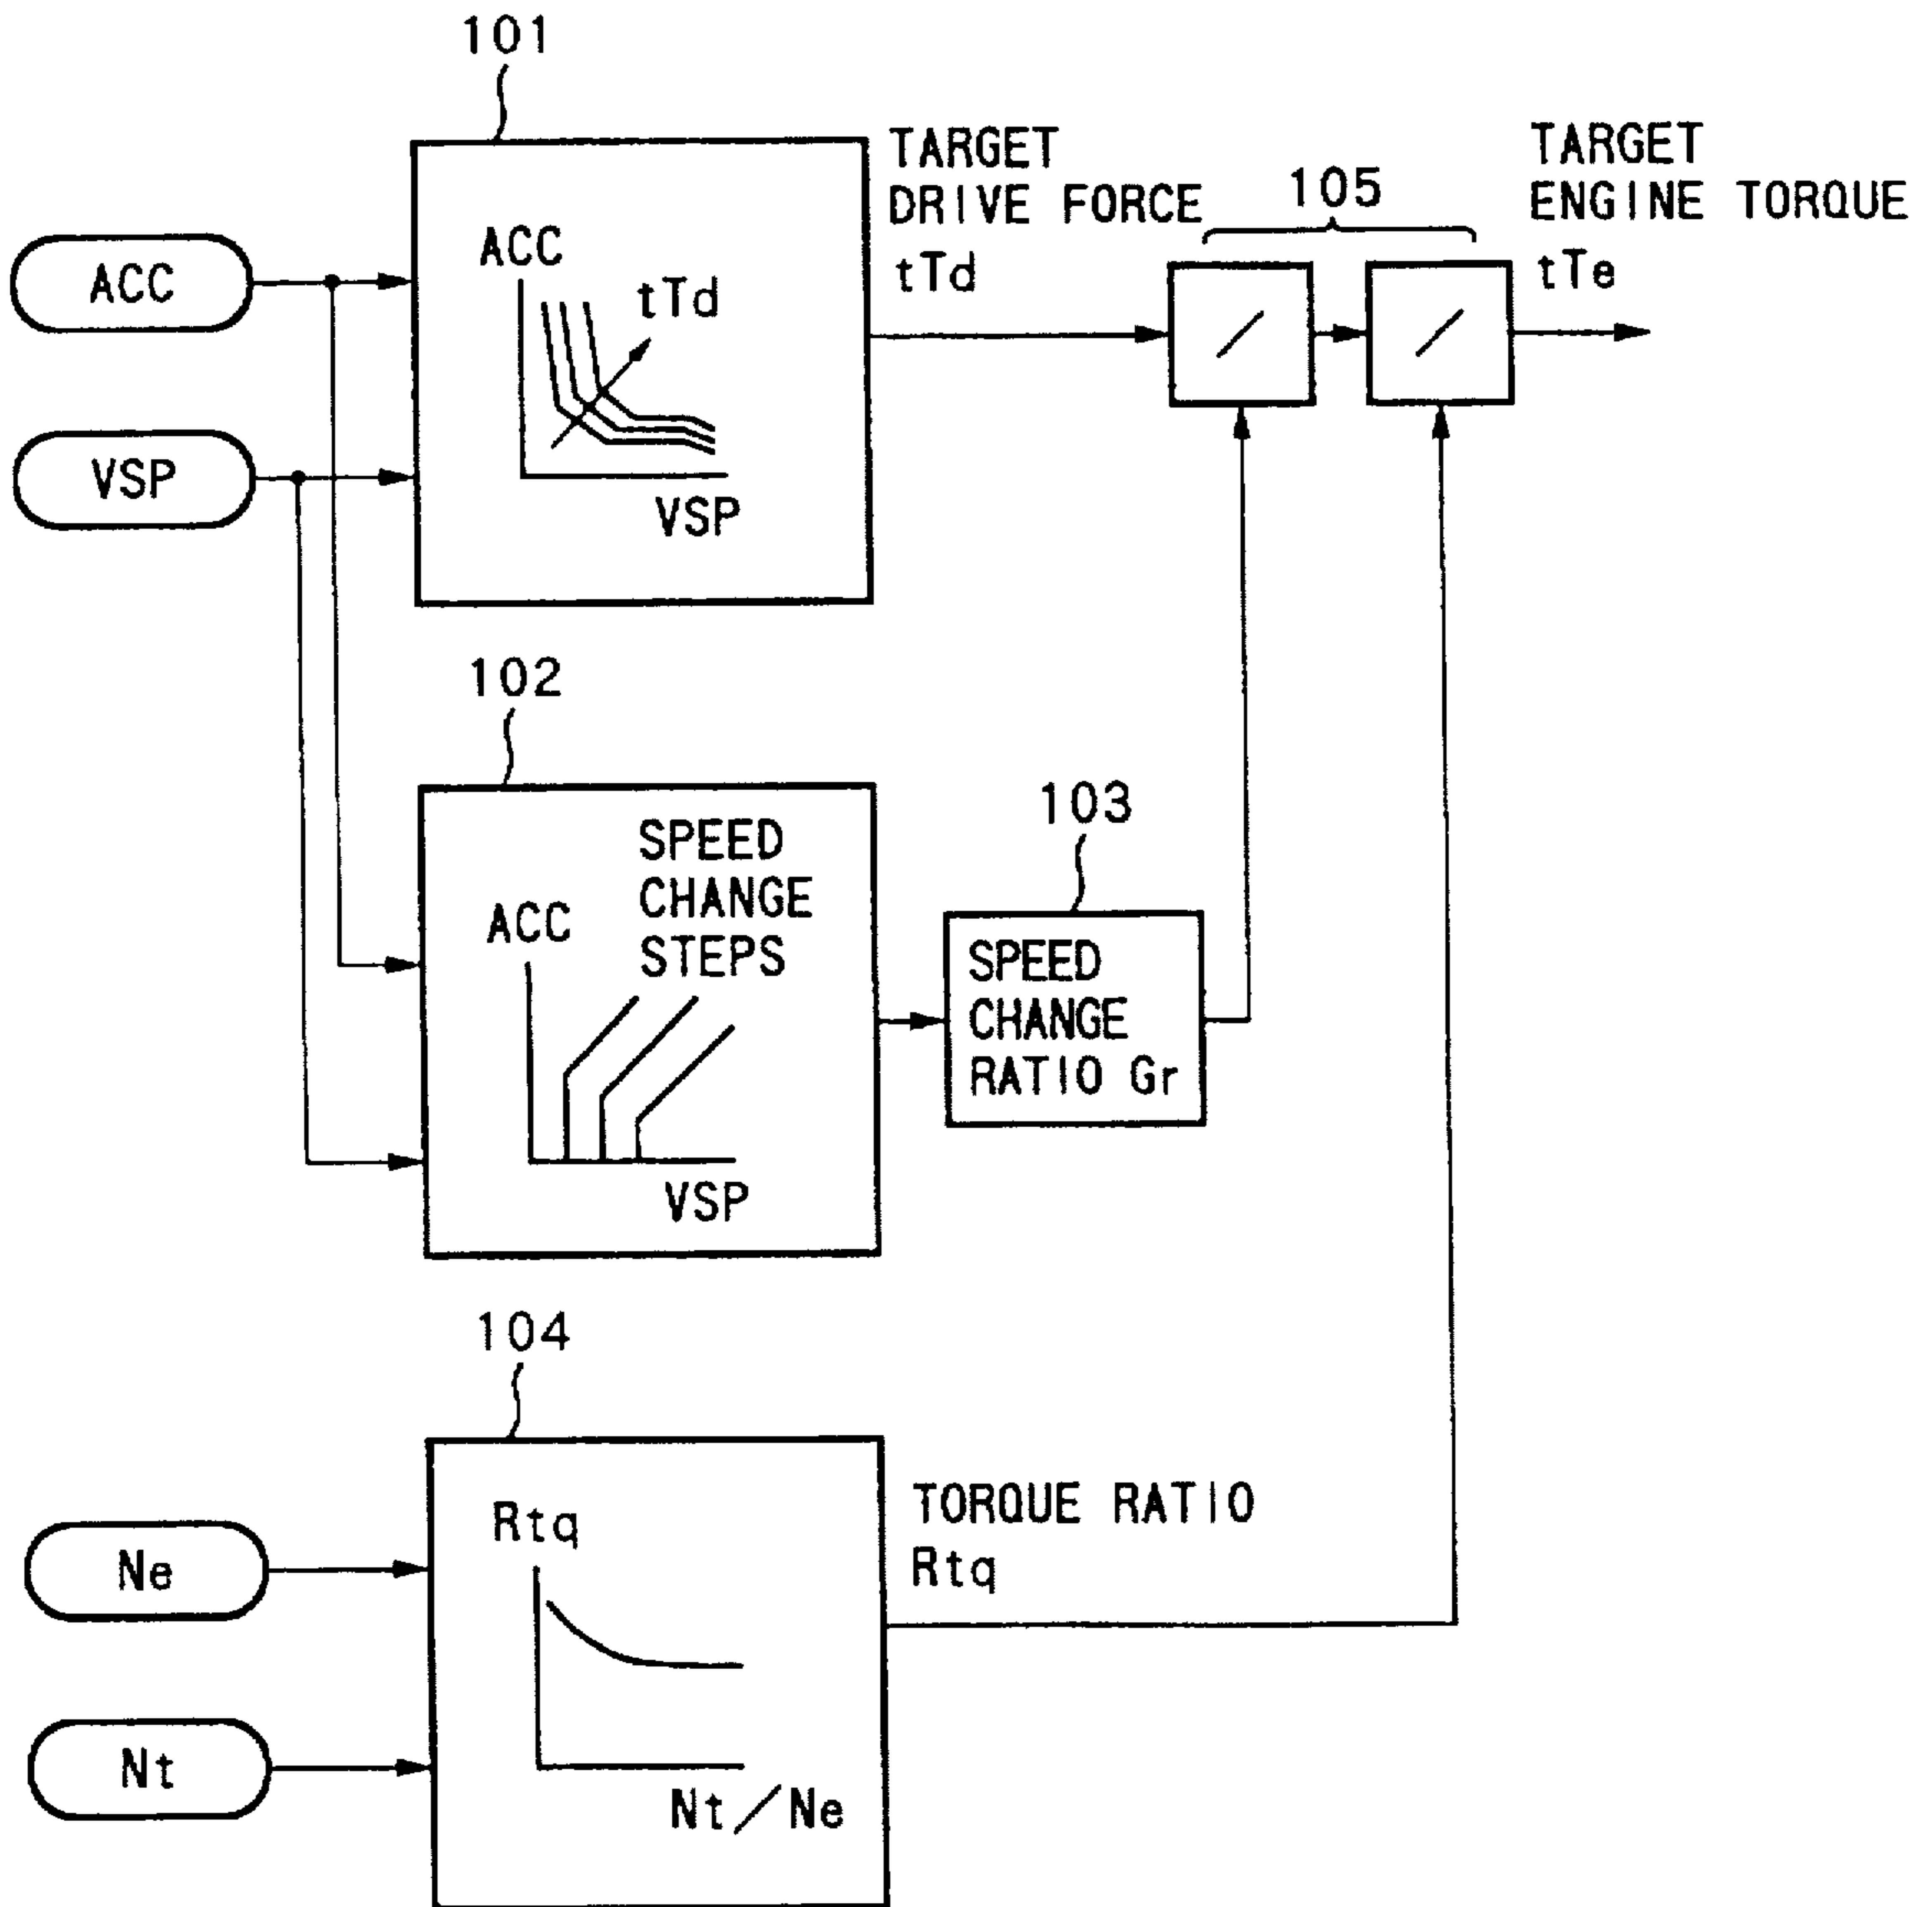 101
TARGET
DRIVE FORCE
tTd
105
TARGET
ENGINE TORQUE
tTe
ACC
VSP
ACC
tTd
VSP
/
/
102
SPEED
CHANGE
STEPS
ACC
VSP
103
SPEED
CHANGE
RATIO Gr
104
Ne
Nt
Rtq
Nt/Ne
TORQUE RATIO
Rtq